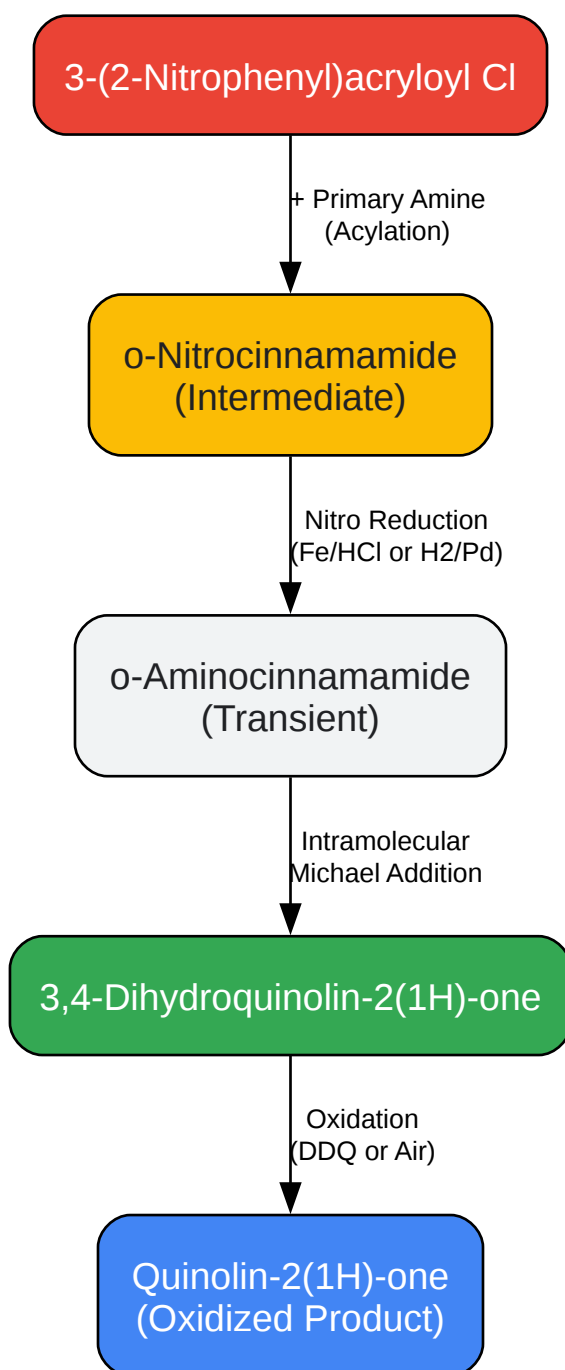 3-(2-Nitrophenyl)acryloyl Cl
+ Primary Amine
(Acylation)
o-Nitrocinnamamide
(Intermediate)
Nitro Reduction
(Fe/HCl or H2/Pd)
o-Aminocinnamamide
(Transient)
Intramolecular
Michael Addition
3,4-Dihydroquinolin-2(1H)-one
Oxidation
(DDQ or Air)
Quinolin-2(1H)-one
(Oxidized Product)